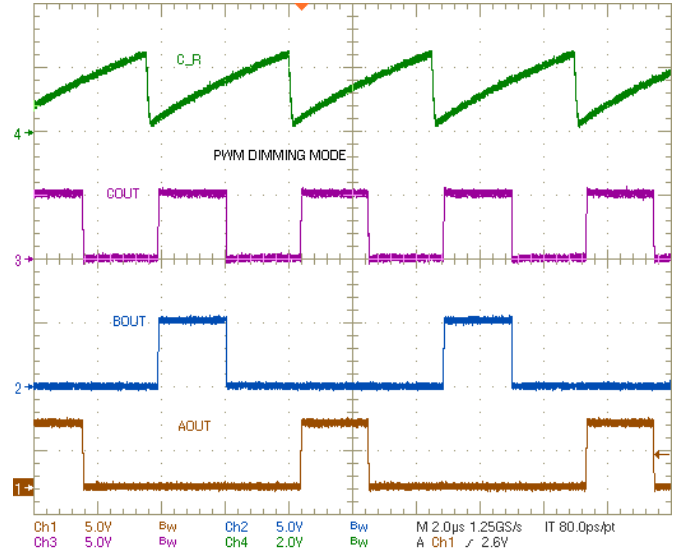 C_R
4
PWM DIMMING MODE
COUT
3
BOUT
2
AOUT
1
Ch1 5.0V Bw Ch2 5.0V Bw M 2.0µs 1.25GS/s IT 80.0ps/pt
Ch3 5.0V Bw Ch4 2.0V Bw A Ch1 ⌿ 2.6V